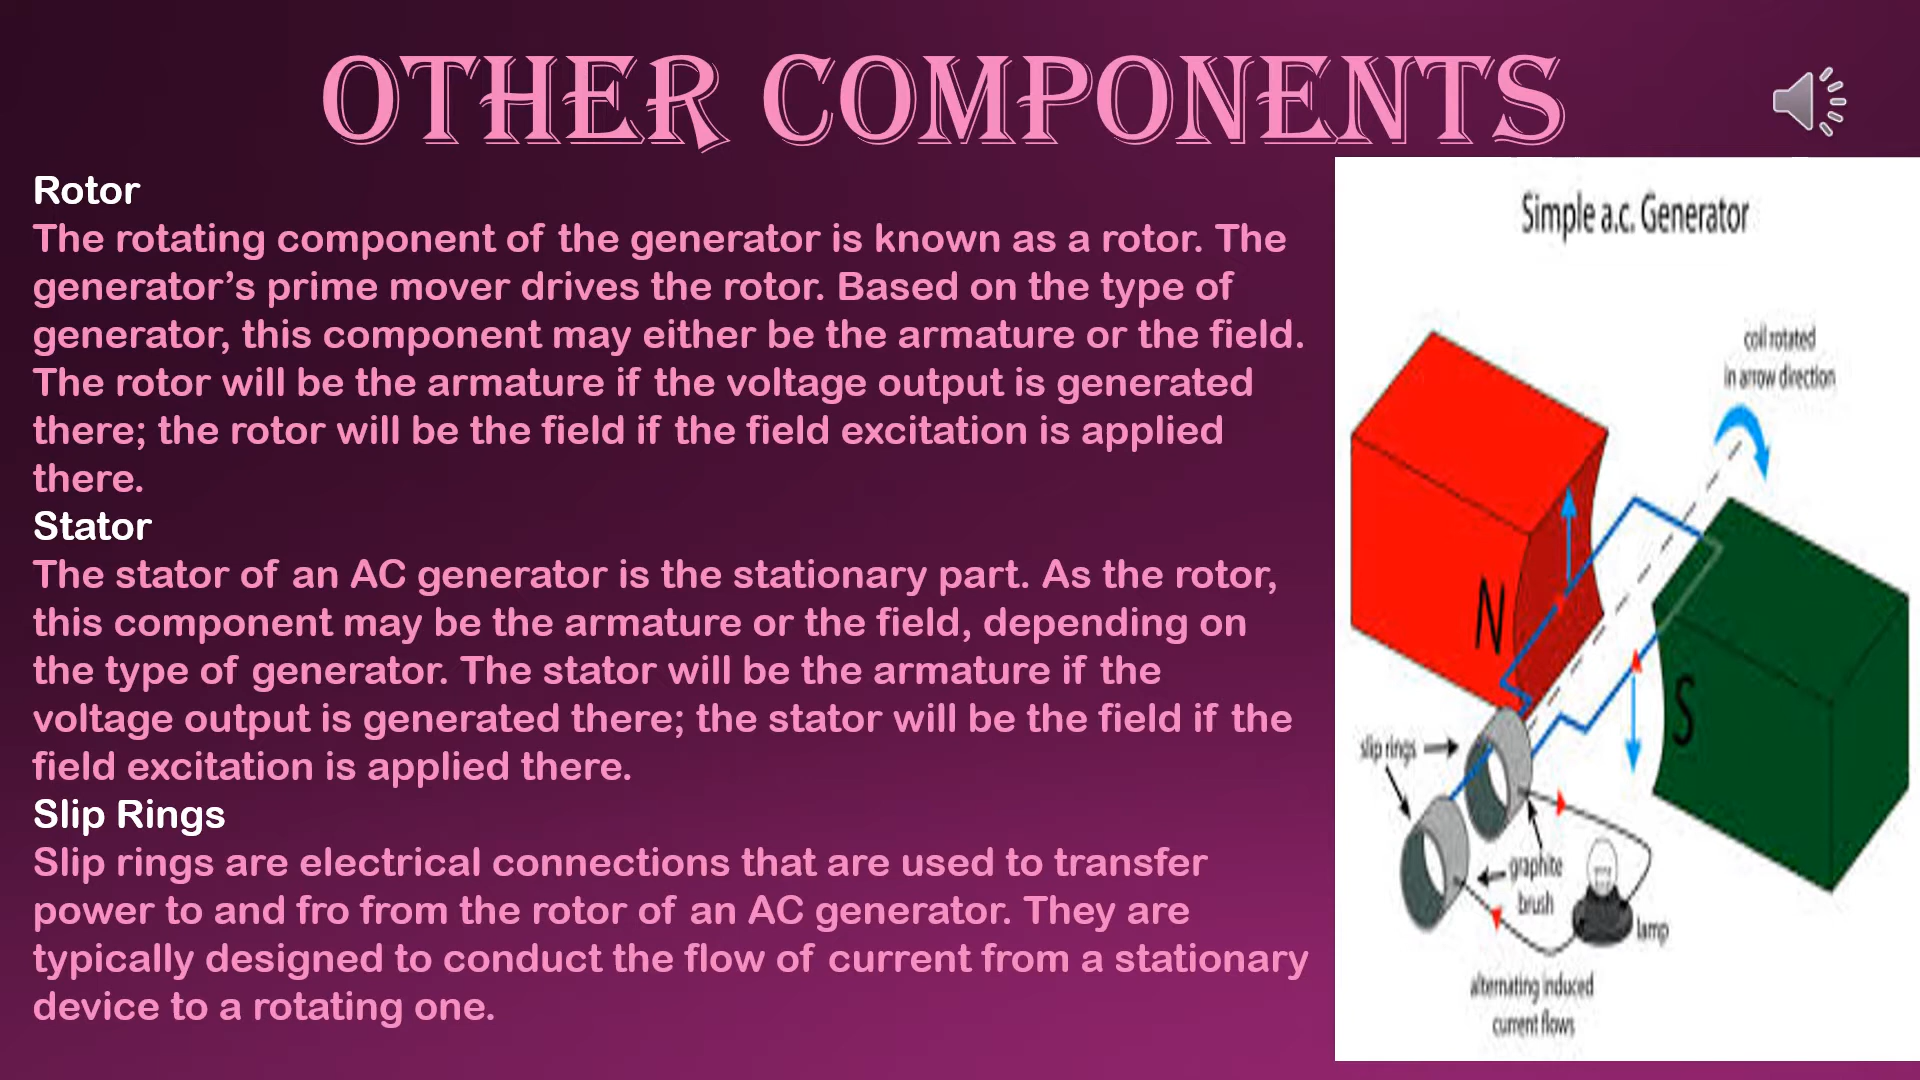 OTHER COMPONENTS
Rotor
The rotating component of the generator is known as a rotor. The
generator’s prime mover drives the rotor. Based on the type of
generator, this component may either be the armature or the field.
The rotor will be the armature if the voltage output is generated
there; the rotor will be the field if the field excitation is applied
there.
Stator
The stator of an AC generator is the stationary part. As the rotor,
this component may be the armature or the field, depending on
the type of generator. The stator will be the armature if the
voltage output is generated there; the stator will be the field if the
field excitation is applied there.
Slip Rings
Slip rings are electrical connections that are used to transfer
power to and fro from the rotor of an AC generator. They are
typically designed to conduct the flow of current from a stationary
device to a rotating one.
Simple a.c. Generator
coil rotated
in arrow direction
N
S
slip rings
graphite
brush
lamp
alternating induced
current flows